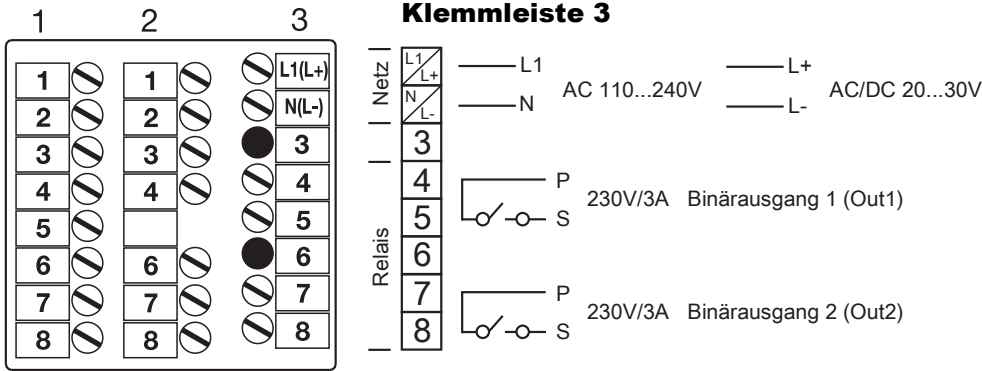 1 2 3
1 1 L1(L+)
2 2 N(L-)
3 3 3
4 4 4
5 5
6 6 6
7 7 7
8 8 8
Klemmleiste 3
Netz
L1/L+ L1 AC 110...240V L+ AC/DC 20...30V
N/L- N L-
3
Relais
4 P
230V/3A Binärausgang 1 (Out1)
5 S
6
7 P
230V/3A Binärausgang 2 (Out2)
8 S